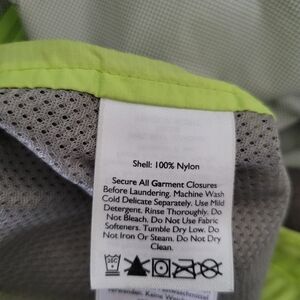 Shell: 100% Nylon
Secure All Garment Closures
Before Laundering. Machine Wash
Cold Delicate Separately. Use Mild
Detergent. Rinse Thoroughly. Do
Not Bleach. Do Not Use Fabric
Softeners. Tumble Dry Low. Do
Not Iron Or Steam. Do Not Dry
Clean.